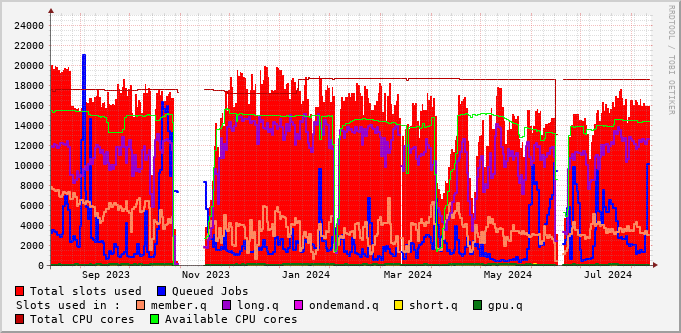 RRDTOOL / TOBI OETIKER
24000
22000
20000
18000
16000
14000
12000
10000
8000
6000
4000
2000
0
Sep 2023 Nov 2023 Jan 2024 Mar 2024 May 2024 Jul 2024
Total slots used Queued Jobs
Slots used in : member.q long.q ondemand.q short.q gpu.q
Total CPU cores Available CPU cores